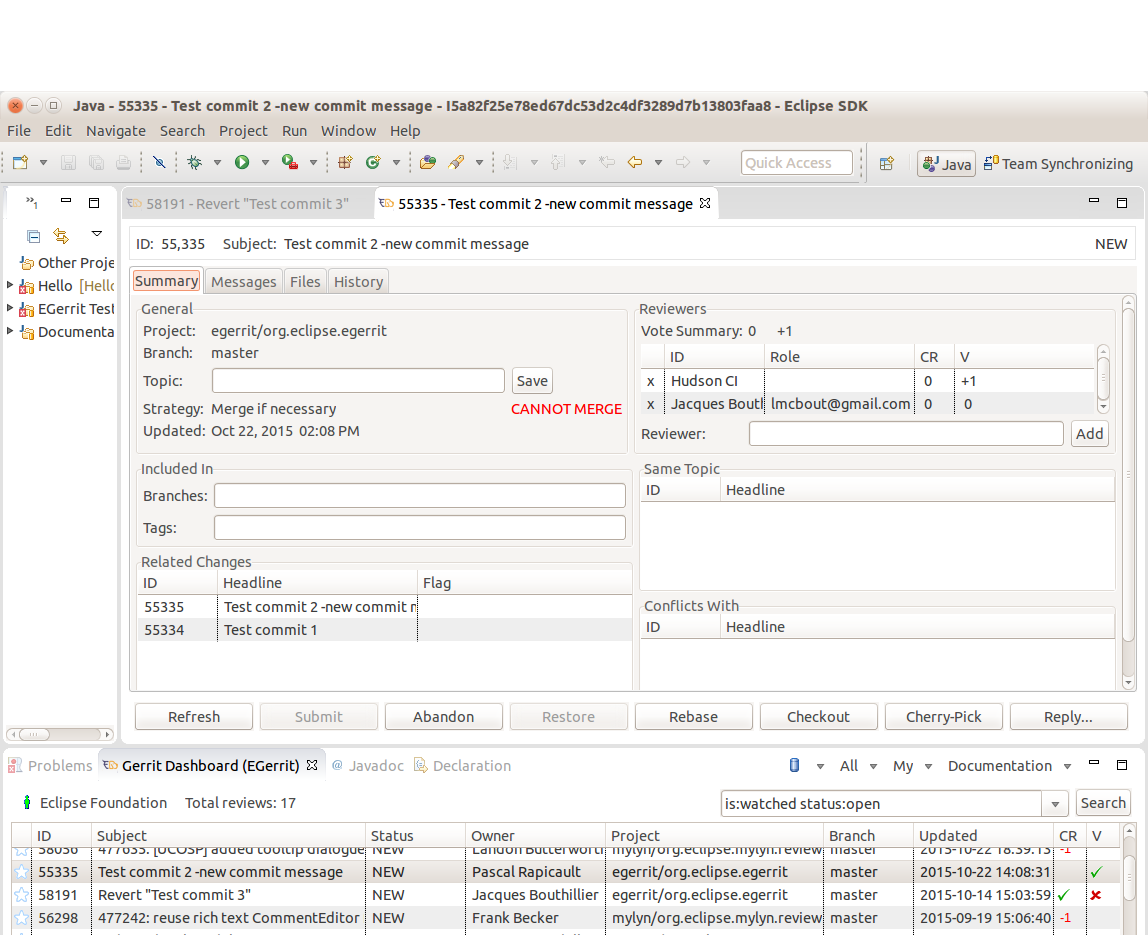 Java - 55335 - Test commit 2 -new commit message - I5a82f25e78ed67dc53d2c4df3289d7b13803faa8 - Eclipse SDK
File Edit Navigate Search Project Run Window Help
Quick Access Java Team Synchronizing
58191 - Revert "Test commit 3" 55335 - Test commit 2 -new commit message
ID: 55,335 Subject: Test commit 2 -new commit message NEW
Other Proje
Hello [Hello
EGerrit Test
Documenta
Summary Messages Files History
General
Project: egerrit/org.eclipse.egerrit
Branch: master
Topic: Save
Strategy: Merge if necessary CANNOT MERGE
Updated: Oct 22, 2015 02:08 PM
Reviewers
Vote Summary: 0 +1
ID Role CR V
x Hudson CI 0 +1
x Jacques Boutl lmcbout@gmail.com 0 0
Reviewer: Add
Included In
Branches:
Tags:
Same Topic
ID Headline
Related Changes
ID Headline Flag
55335 Test commit 2 -new commit m
55334 Test commit 1
Conflicts With
ID Headline
Refresh Submit Abandon Restore Rebase Checkout Cherry-Pick Reply...
Problems Gerrit Dashboard (EGerrit) @ Javadoc Declaration All My Documentation
Eclipse Foundation Total reviews: 17 is:watched status:open Search
ID Subject Status Owner Project Branch Updated CR V
58056 477635: [UCOSP] added tooltip dialogue NEW Landon Butterworth mylyn/org.eclipse.mylyn.review master 2015-10-22 18:39:13 -1
55335 Test commit 2 -new commit message NEW Pascal Rapicault egerrit/org.eclipse.egerrit master 2015-10-22 14:08:31 ✓
58191 Revert "Test commit 3" NEW Jacques Bouthillier egerrit/org.eclipse.egerrit master 2015-10-14 15:03:59 ✓ ✗
56298 477242: reuse rich text CommentEditor NEW Frank Becker mylyn/org.eclipse.mylyn.review master 2015-09-19 15:06:40 -1